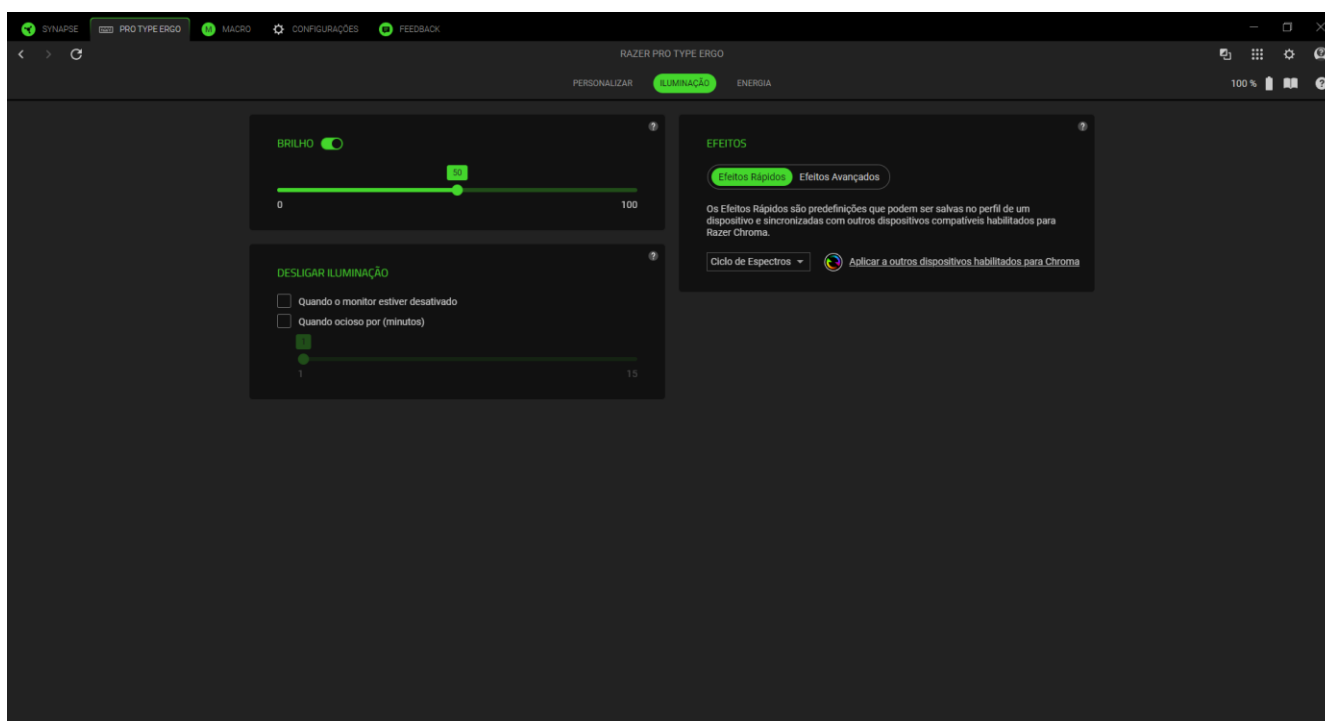 SYNAPSE PRO TYPE ERGO M MACRO CONFIGURAÇÕES FEEDBACK
RAZER PRO TYPE ERGO
PERSONALIZAR ILUMINAÇÃO ENERGIA 100 %
BRILHO
50
0 100
DESLIGAR ILUMINAÇÃO
Quando o monitor estiver desativado
Quando ocioso por (minutos)
1
1 15
EFEITOS
Efeitos Rápidos Efeitos Avançados
Os Efeitos Rápidos são predefinições que podem ser salvas no perfil de um
dispositivo e sincronizadas com outros dispositivos compatíveis habilitados para
Razer Chroma.
Ciclo de Espectros Aplicar a outros dispositivos habilitados para Chroma